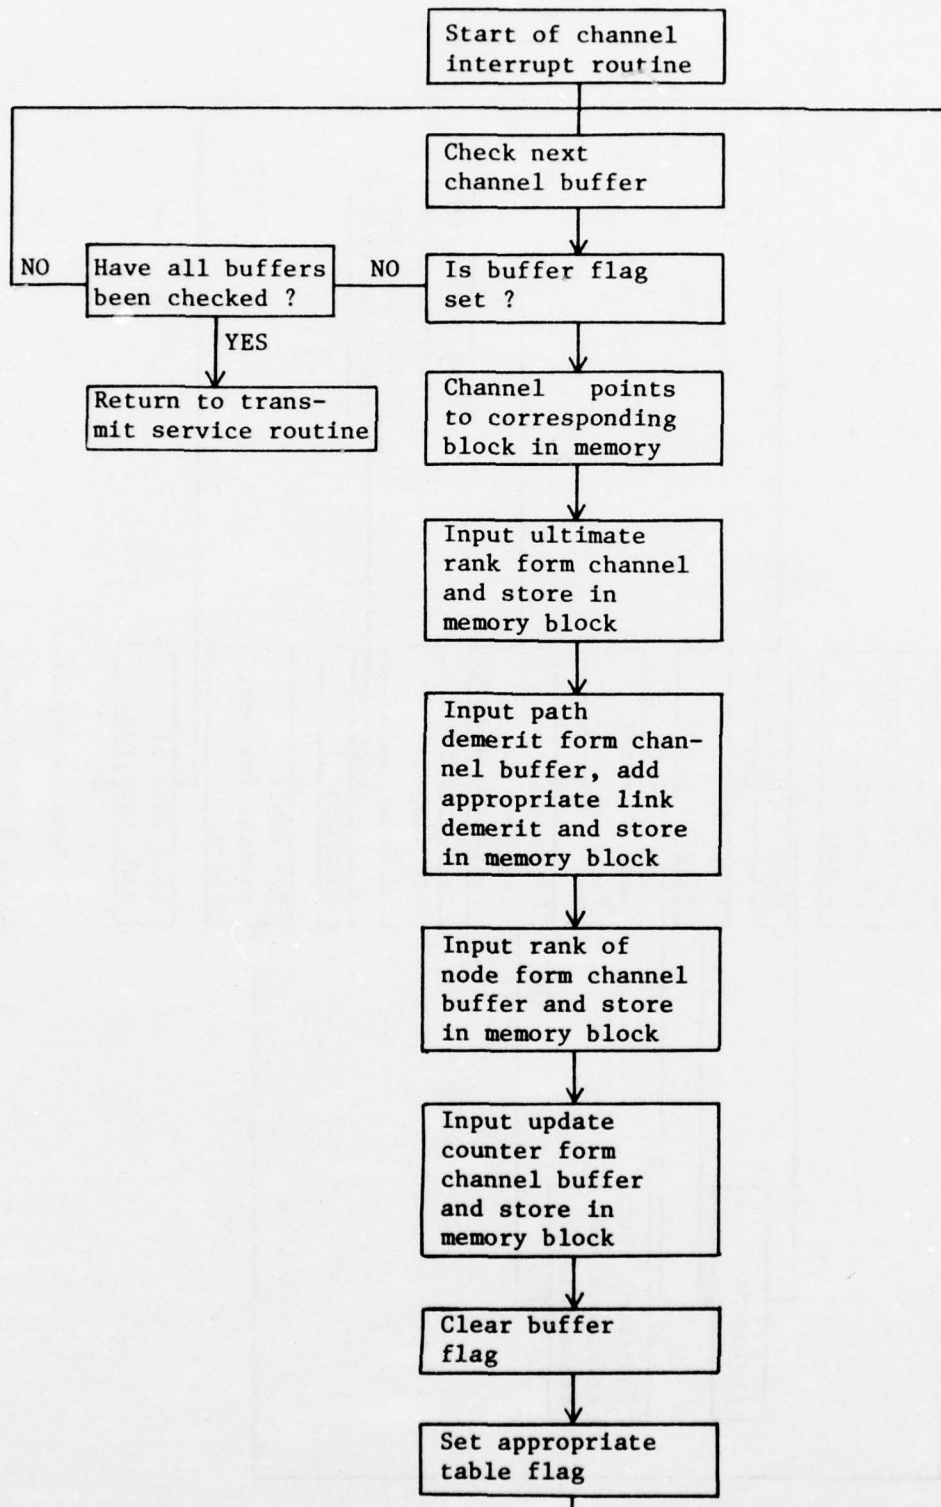 Start of channel
interrupt routine
Check next
channel buffer
NO
Have all buffers
been checked ?
NO
Is buffer flag
set ?
YES
Return to trans-
mit service routine
Channel points
to corresponding
block in memory
Input ultimate
rank form channel
and store in
memory block
Input path
demerit form chan-
nel buffer, add
appropriate link
demerit and store
in memory block
Input rank of
node form channel
buffer and store
in memory block
Input update
counter form
channel buffer
and store in
memory block
Clear buffer
flag
Set appropriate
table flag